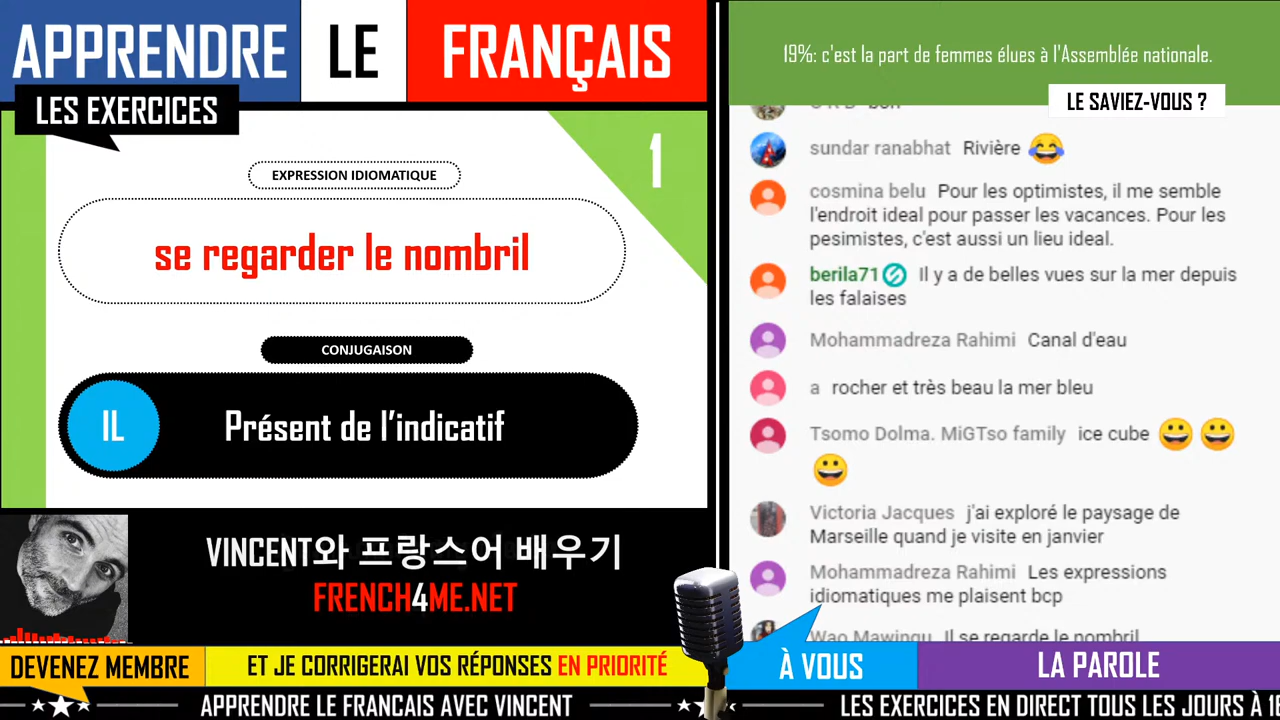 APPRENDRE LE FRANÇAIS
LES EXERCICES
1
EXPRESSION IDIOMATIQUE
se regarder le nombril
CONJUGAISON
IL
Présent de l'indicatif
VINCENT와 프랑스어 배우기
FRENCH4ME.NET
DEVENEZ MEMBRE
ET JE CORRIGERAI VOS RÉPONSES EN PRIORITÉ
APPRENDRE LE FRANCAIS AVEC VINCENT
19%: c'est la part de femmes élues à l'Assemblée nationale.
LE SAVIEZ-VOUS ?
sundar ranabhat Rivière 😂
cosmina belu Pour les optimistes, il me semble
l'endroit ideal pour passer les vacances. Pour les
pesimistes, c'est aussi un lieu ideal.
berila71 Il y a de belles vues sur la mer depuis
les falaises
Mohammadreza Rahimi Canal d'eau
a rocher et très beau la mer bleu
Tsomo Dolma. MiGTso family ice cube 😀 😀
😀
Victoria Jacques j'ai exploré le paysage de
Marseille quand je visite en janvier
Mohammadreza Rahimi Les expressions
idiomatiques me plaisent bcp
Wao Mawingu Il se regarde le nombril
À VOUS
LA PAROLE
LES EXERCICES EN DIRECT TOUS LES JOURS À